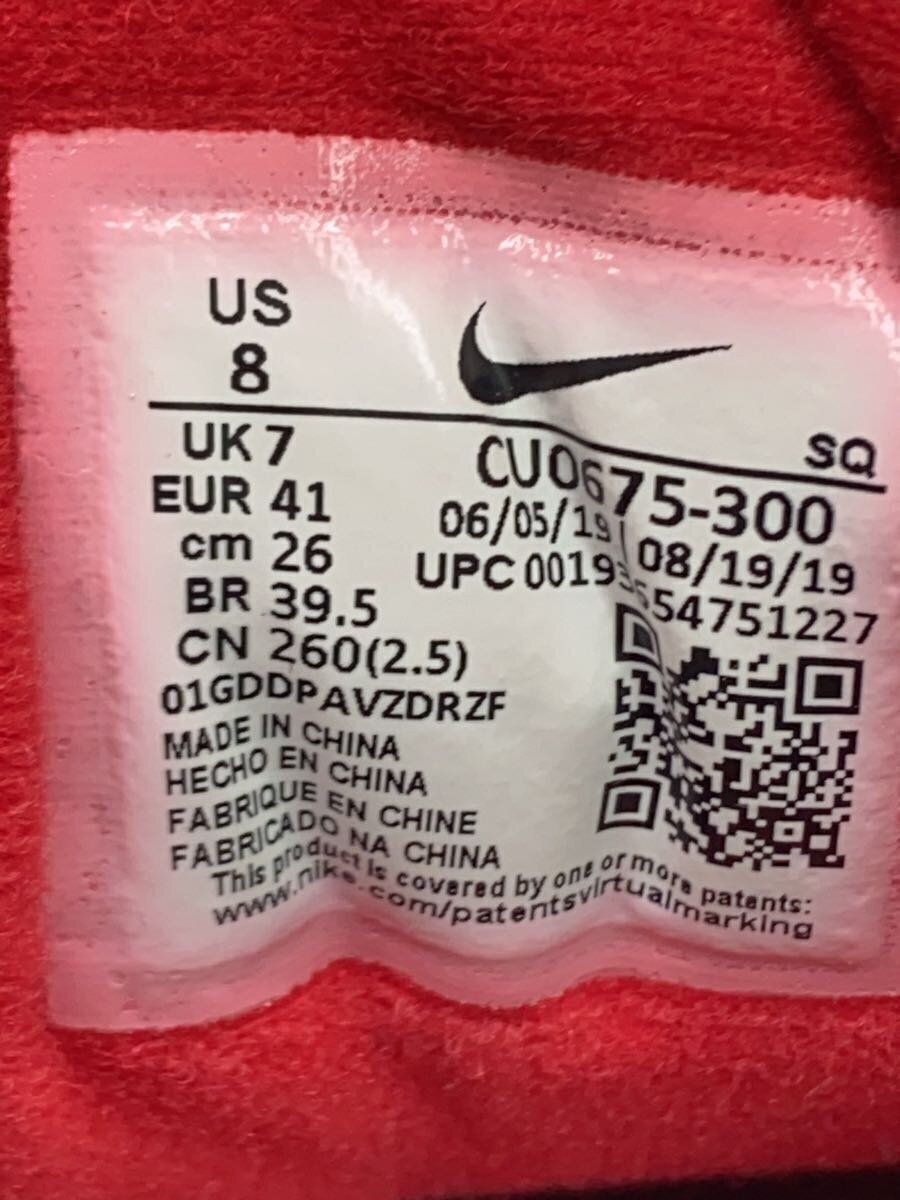 US
8
SQ
UK 7
CU0675-300
EUR 41
06/05/19 08/19/19
cm 26
UPC 00193654751227
BR 39.5
CN 260(2.5)
01GDDPAVZDRZF
MADE IN CHINA
HECHO EN CHINA
FABRIQUE EN CHINE
FABRICADO NA CHINA
This product is covered by one or more patents:
www.nike.com/patentsvirtualmarking